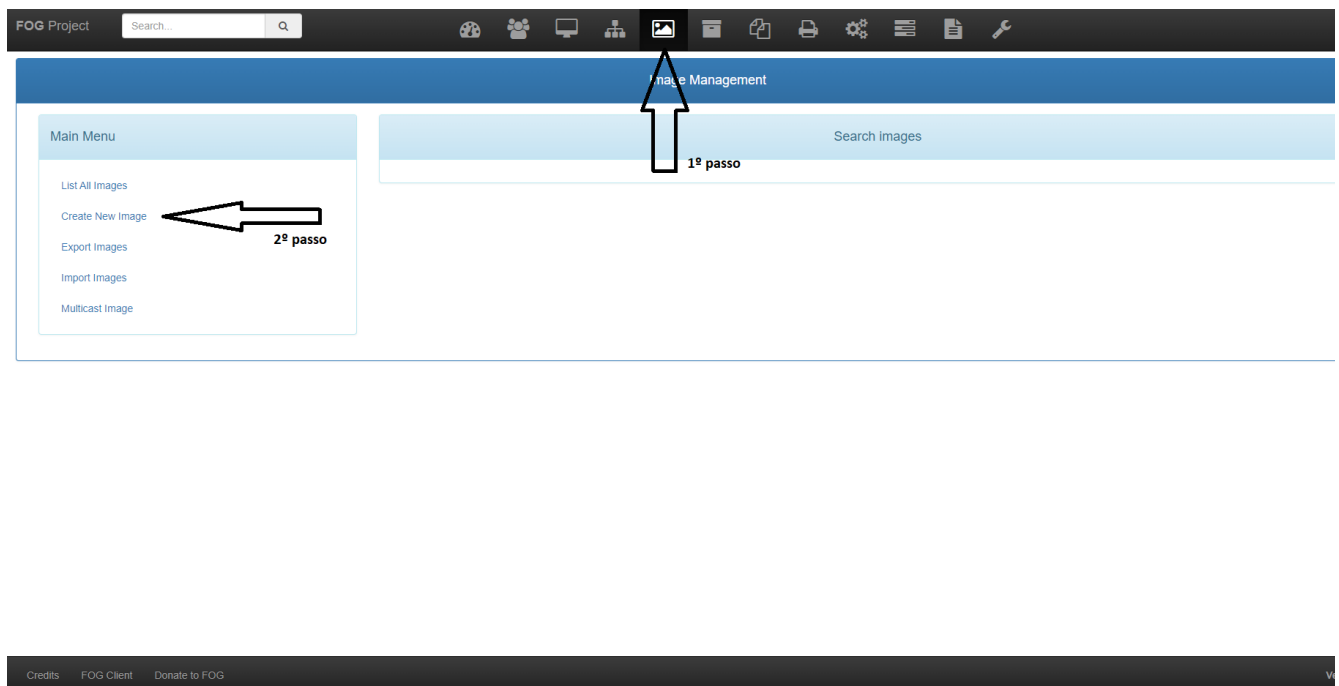 FOG Project Search...
Image Management
Main Menu
Search images
1º passo
List All Images
Create New Image
2º passo
Export Images
Import Images
Multicast Image
Credits FOG Client Donate to FOG